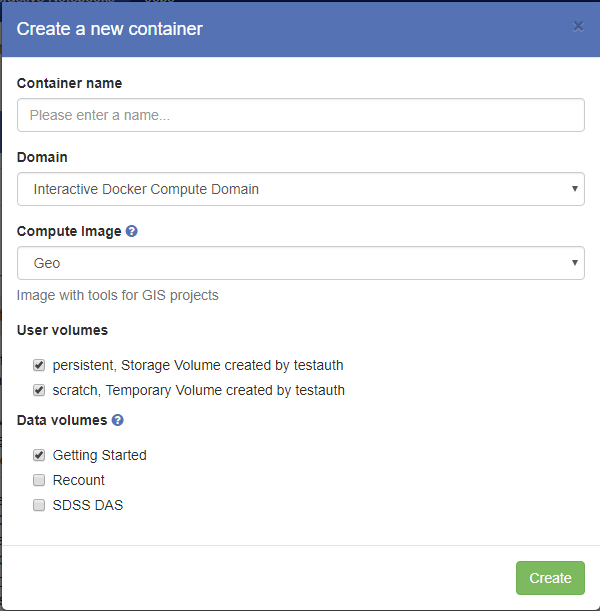 Create a new container
×
Container name
Please enter a name...
Domain
Interactive Docker Compute Domain
Compute Image ?
Geo
Image with tools for GIS projects
User volumes
persistent, Storage Volume created by testauth
scratch, Temporary Volume created by testauth
Data volumes ?
Getting Started
Recount
SDSS DAS
Create